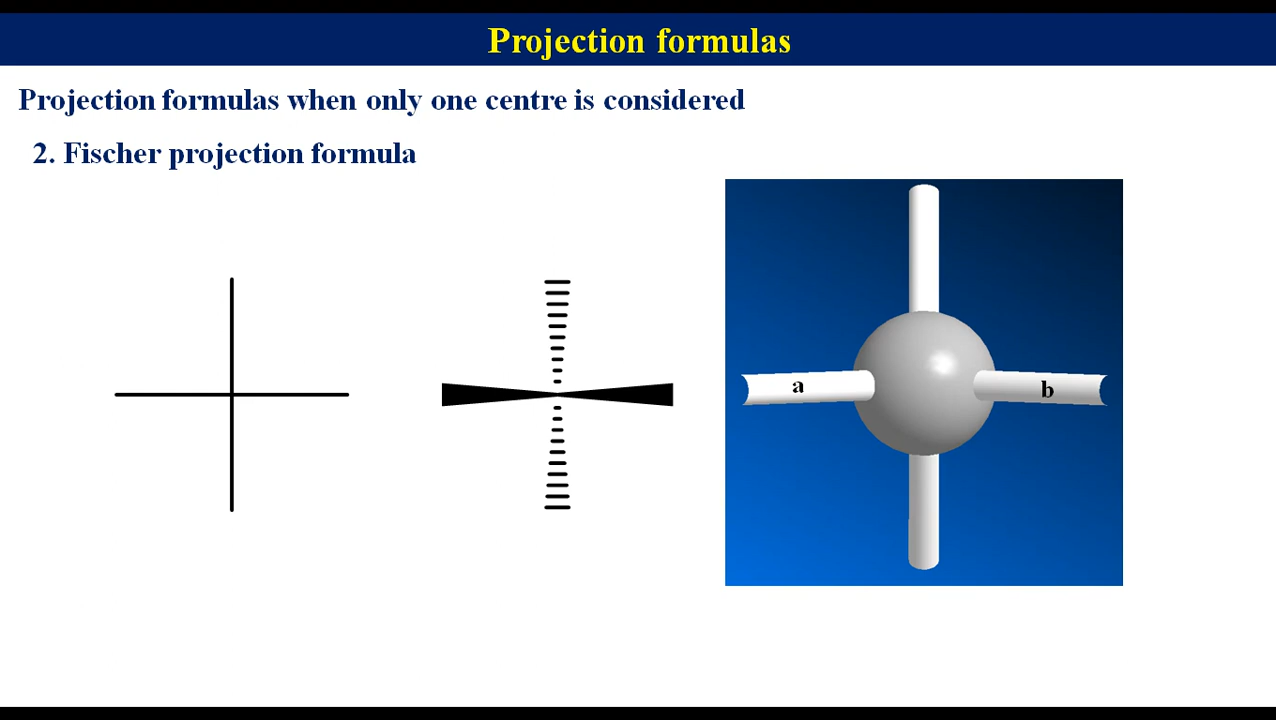 Projection formulas
Projection formulas when only one centre is considered
2. Fischer projection formula
a
b